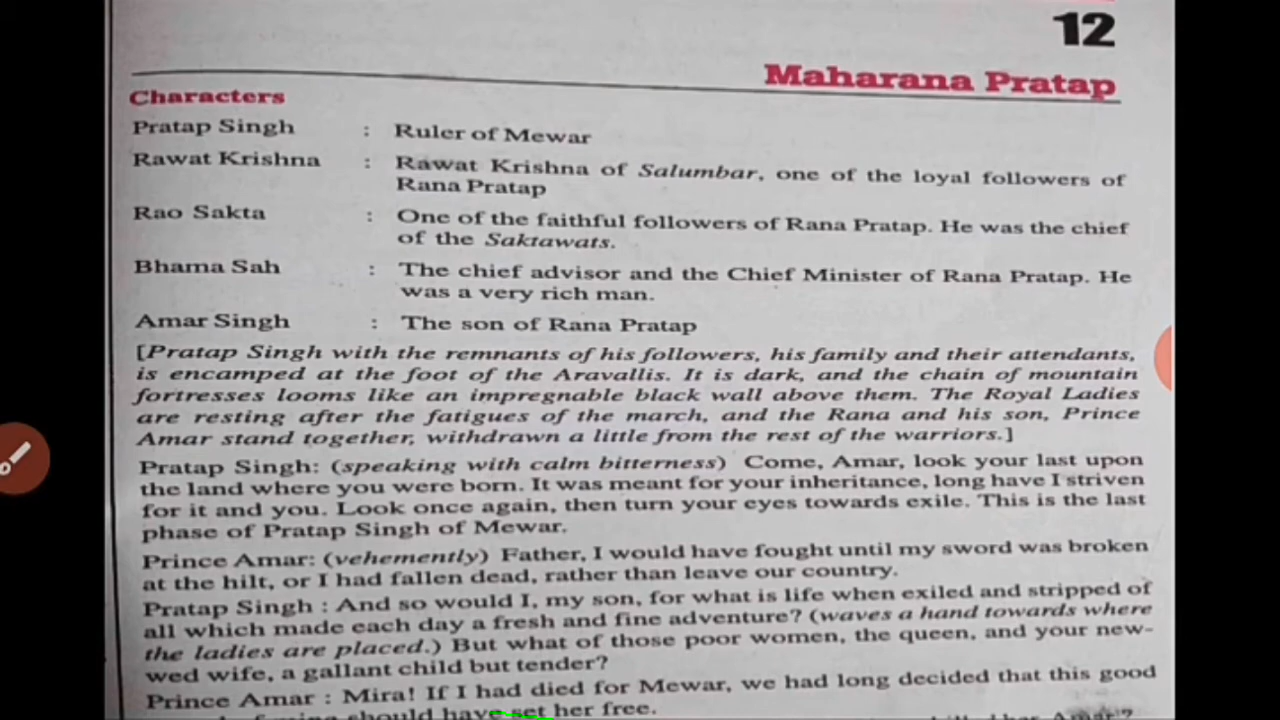 12
Maharana Pratap
Characters
Pratap Singh : Ruler of Mewar
Rawat Krishna : Rawat Krishna of Salumbar, one of the loyal followers of
Rana Pratap
Rao Sakta : One of the faithful followers of Rana Pratap. He was the chief
of the Saktawats.
Bhama Sah : The chief advisor and the Chief Minister of Rana Pratap. He
was a very rich man.
Amar Singh : The son of Rana Pratap
[Pratap Singh with the remnants of his followers, his family and their attendants,
is encamped at the foot of the Aravallis. It is dark, and the chain of mountain
fortresses looms like an impregnable black wall above them. The Royal Ladies
are resting after the fatigues of the march, and the Rana and his son, Prince
Amar stand together, withdrawn a little from the rest of the warriors.]
Pratap Singh: (speaking with calm bitterness) Come, Amar, look your last upon
the land where you were born. It was meant for your inheritance, long have I striven
for it and you. Look once again, then turn your eyes towards exile. This is the last
phase of Pratap Singh of Mewar.
Prince Amar: (vehemently) Father, I would have fought until my sword was broken
at the hilt, or I had fallen dead, rather than leave our country.
Pratap Singh : And so would I, my son, for what is life when exiled and stripped of
all which made each day a fresh and fine adventure? (waves a hand towards where
the ladies are placed.) But what of those poor women, the queen, and your new-
wed wife, a gallant child but tender?
Prince Amar : Mira! If I had died for Mewar, we had long decided that this good
should have set her free.